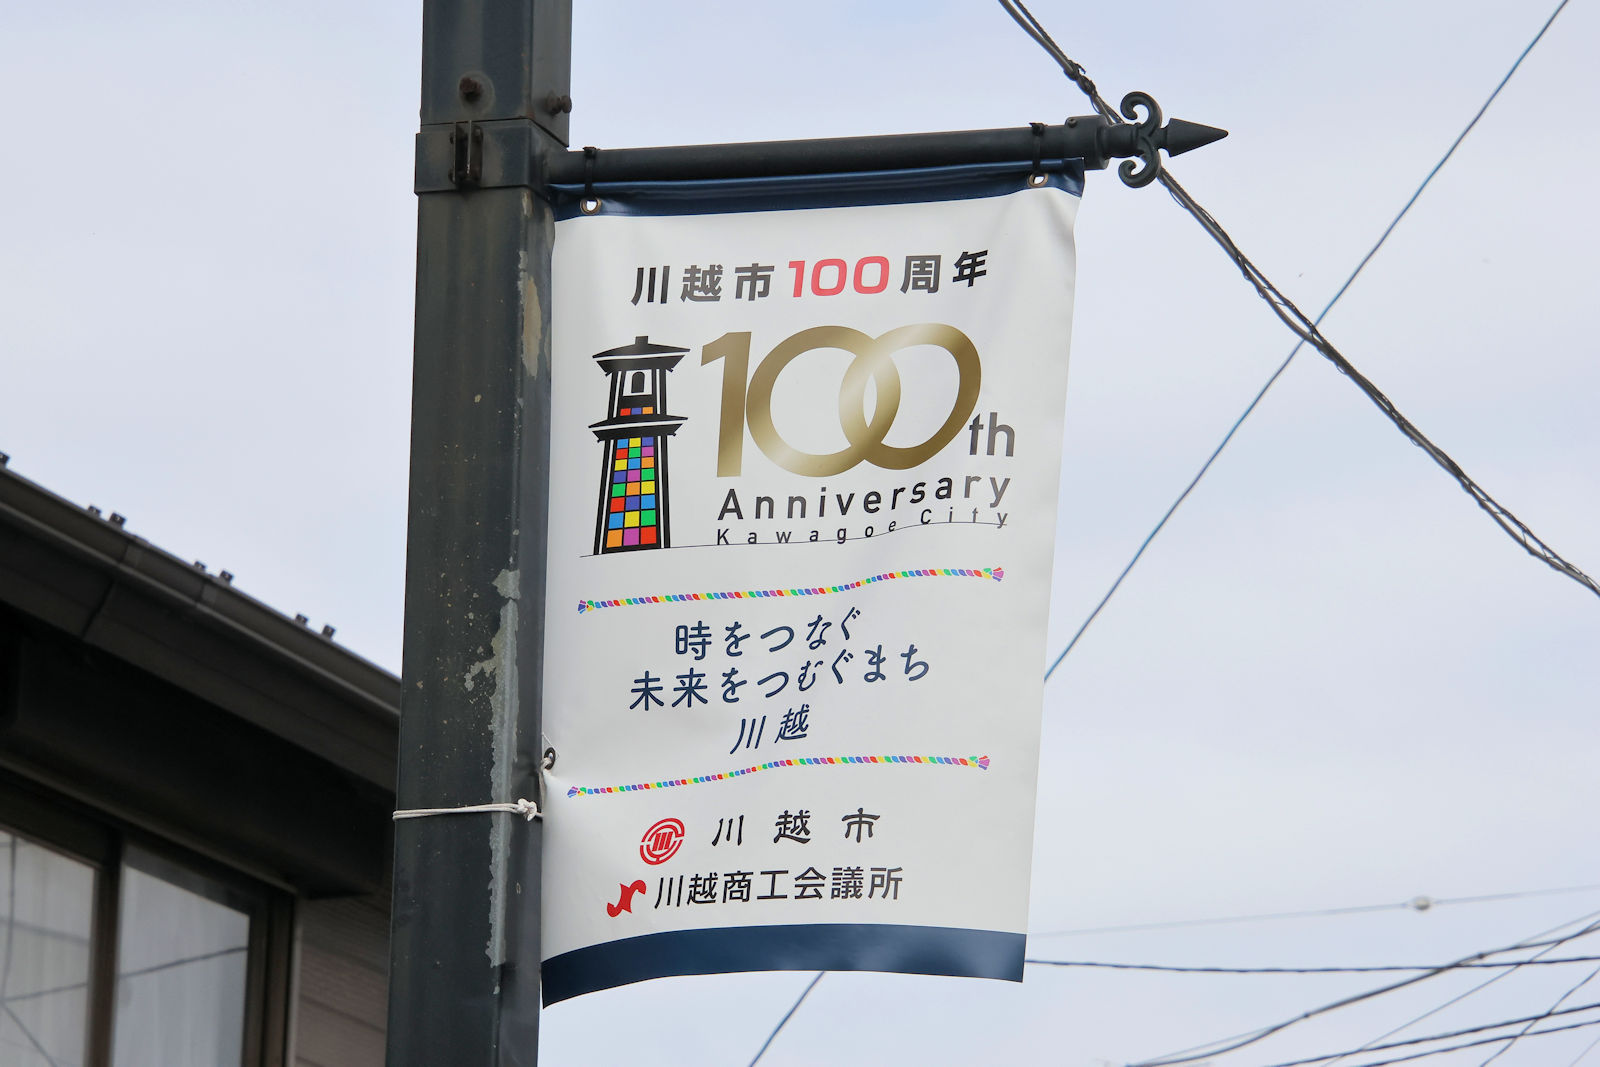 川越市100周年
100th
Anniversary
Kawagoe City
時をつなぐ
未来をつむぐまち
川越
川越市
川越商工会議所